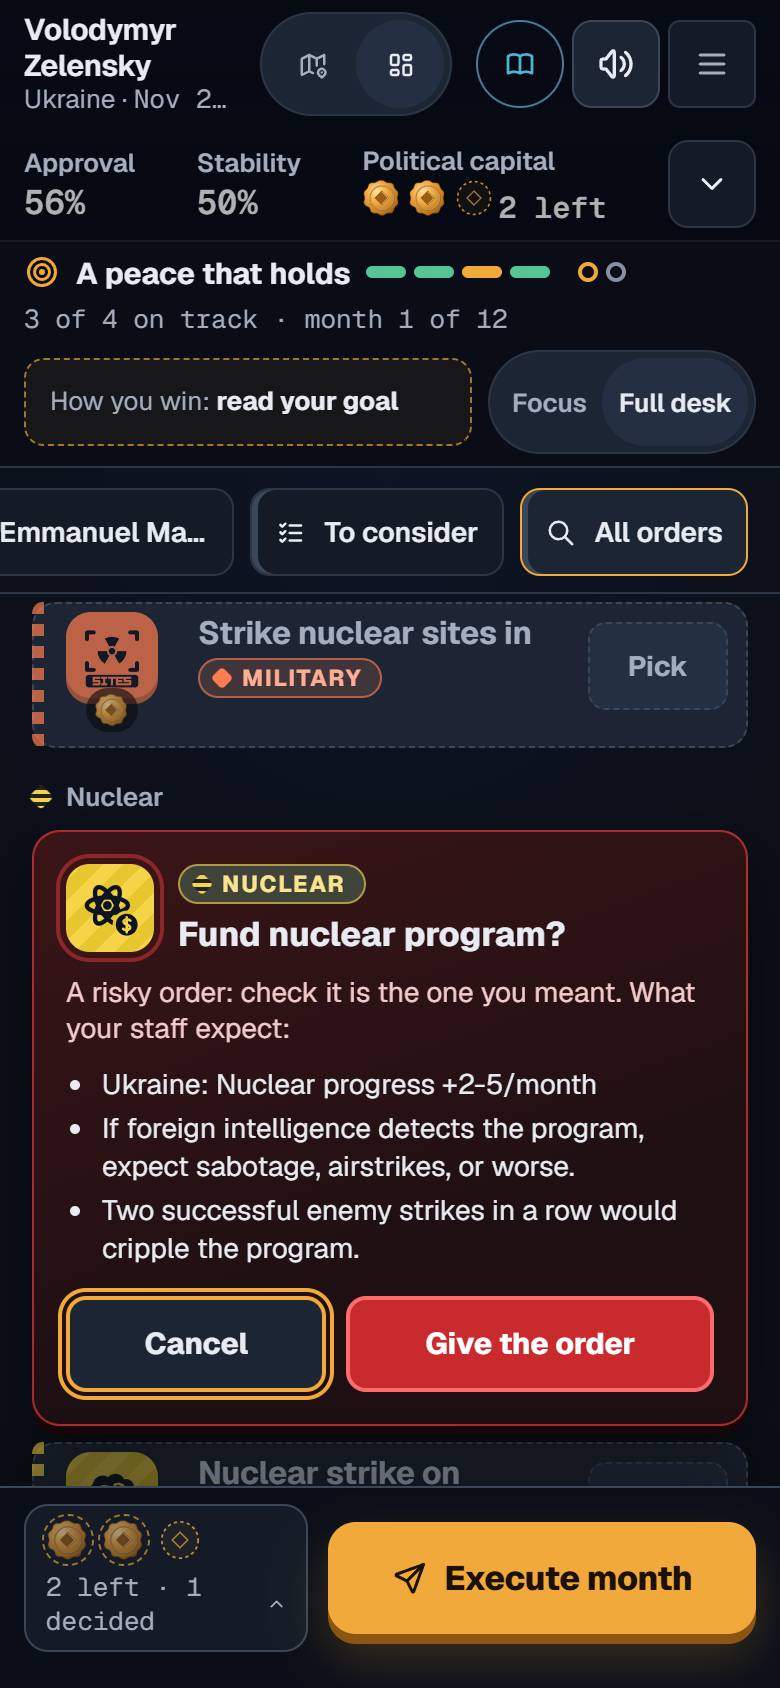 Volodymyr
Zelensky
Ukraine · Nov 2…
Approval
56%
Stability
50%
Political capital
2 left
A peace that holds
3 of 4 on track · month 1 of 12
How you win: read your goal
Focus
Full desk
Emmanuel Ma...
To consider
All orders
SITES
Strike nuclear sites in
MILITARY
Pick
Nuclear
NUCLEAR
Fund nuclear program?
A risky order: check it is the one you meant. What
your staff expect:
• Ukraine: Nuclear progress +2-5/month
• If foreign intelligence detects the program,
expect sabotage, airstrikes, or worse.
• Two successful enemy strikes in a row would
cripple the program.
Cancel
Give the order
Nuclear strike on
2 left · 1
decided
Execute month